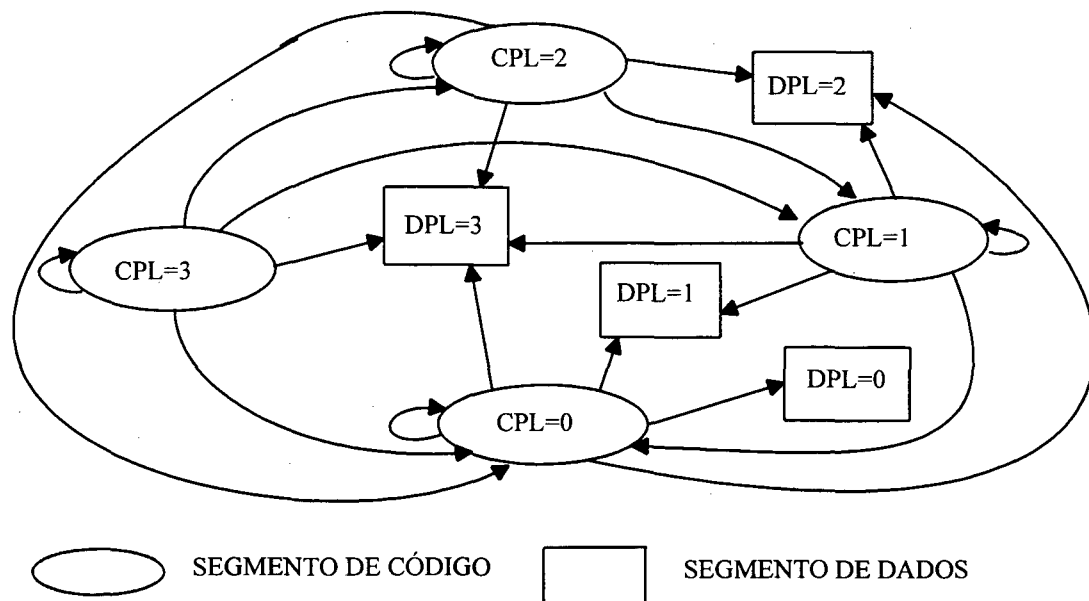 CPL=2
DPL=2
DPL=3
CPL=1
CPL=3
DPL=1
DPL=0
CPL=0
SEGMENTO DE CÓDIGO
SEGMENTO DE DADOS